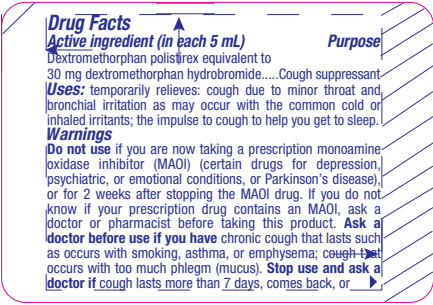 Drug Facts
Active ingredient (in each 5 mL) Purpose
Dextromethorphan polistirex equivalent to
30 mg dextromethorphan hydrobromide.....Cough suppressant
Uses: temporarily relieves: cough due to minor throat and
bronchial irritation as may occur with the common cold or
inhaled irritants; the impulse to cough to help you get to sleep.
Warnings
Do not use if you are now taking a prescription monoamine
oxidase inhibitor (MAOI) (certain drugs for depression,
psychiatric, or emotional conditions, or Parkinson's disease),
or for 2 weeks after stopping the MAOI drug. If you do not
know if your prescription drug contains an MAOI, ask a
doctor or pharmacist before taking this product. Ask a
doctor before use if you have chronic cough that lasts such
as occurs with smoking, asthma, or emphysema; cough that
occurs with too much phlegm (mucus). Stop use and ask a
doctor if cough lasts more than 7 days, comes back, or